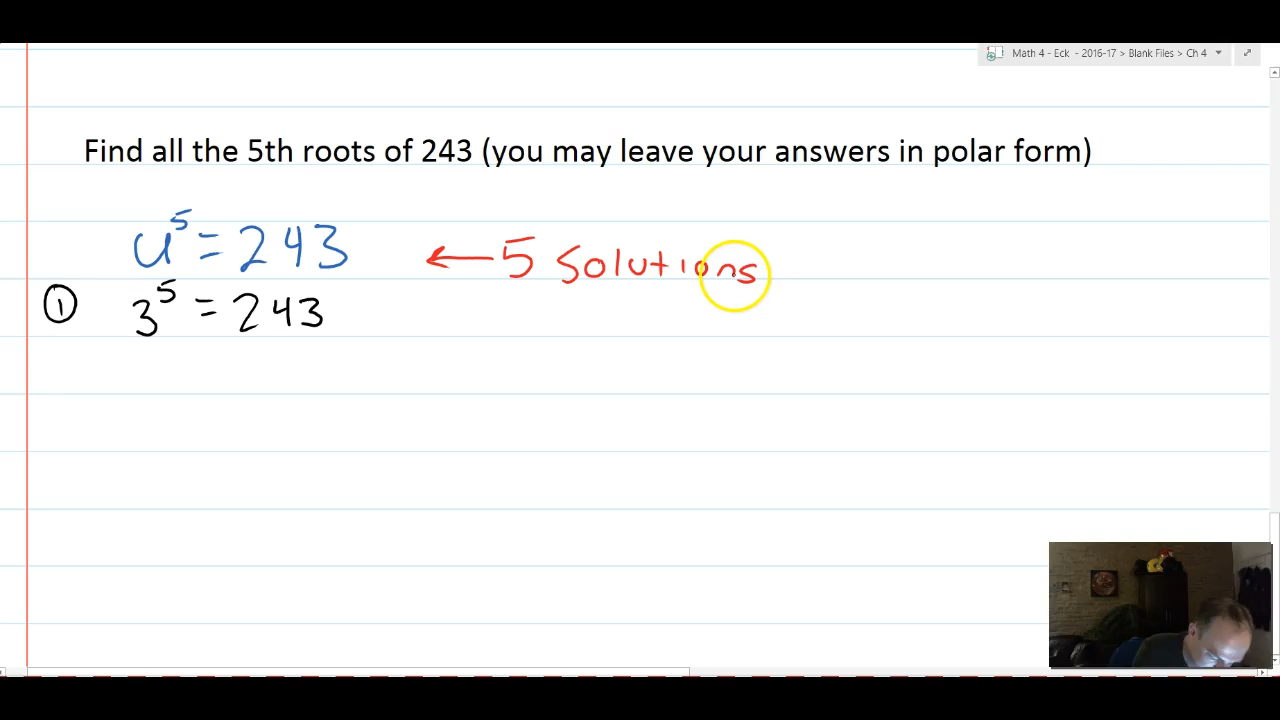 Math 4 - Eck - 2016-17 > Blank Files > Ch 4
Find all the 5th roots of 243 (you may leave your answers in polar form)
u⁵ = 243 ← 5 Solutions
① 3⁵ = 243